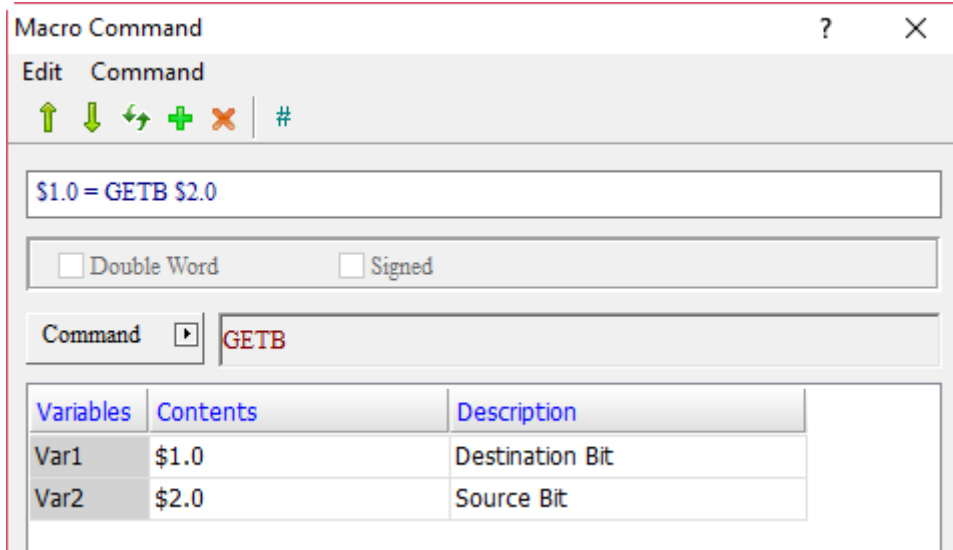 Macro Command ?
Edit Command
#
$1.0 = GETB $2.0
Double Word Signed
Command GETB
Variables Contents Description
Var1 $1.0 Destination Bit
Var2 $2.0 Source Bit